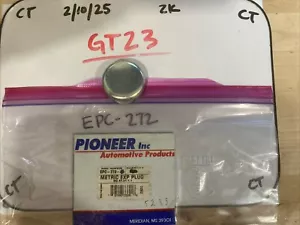 CT 2/10/25 2K CT
GT23
EPC-272
PIONEER Inc
Automotive Products
METRIC EXP PLUG
CT CT